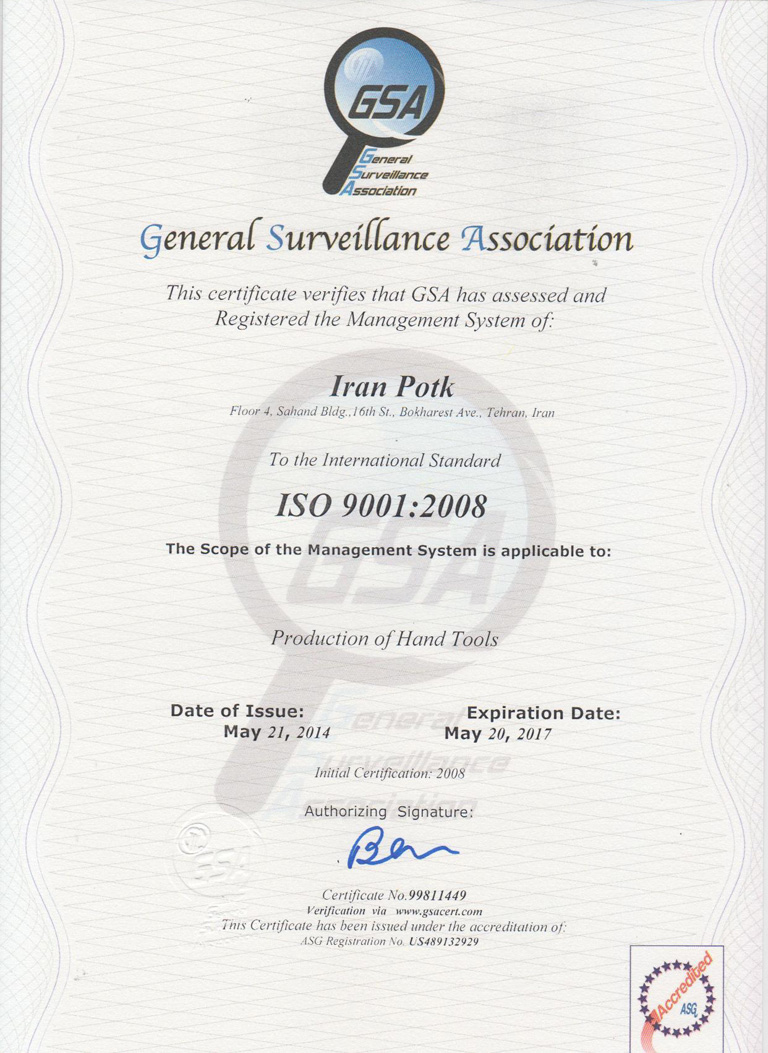 GSA
General
Surveillance
Association
General Surveillance Association
This certificate verifies that GSA has assessed and
Registered the Management System of:
Iran Potk
Floor 4, Sahand Bldg.,16th St., Bokharest Ave., Tehran, Iran
To the International Standard
ISO 9001:2008
The Scope of the Management System is applicable to:
Production of Hand Tools
Date of Issue: Expiration Date:
May 21, 2014 May 20, 2017
Initial Certification: 2008
Authorizing Signature:
Certificate No.99811449
Verification via www.gsacert.com
This Certificate has been issued under the accreditation of:
ASG Registration No. US489132929
Accredited
ASG
GSA
General
Surveillance
Association